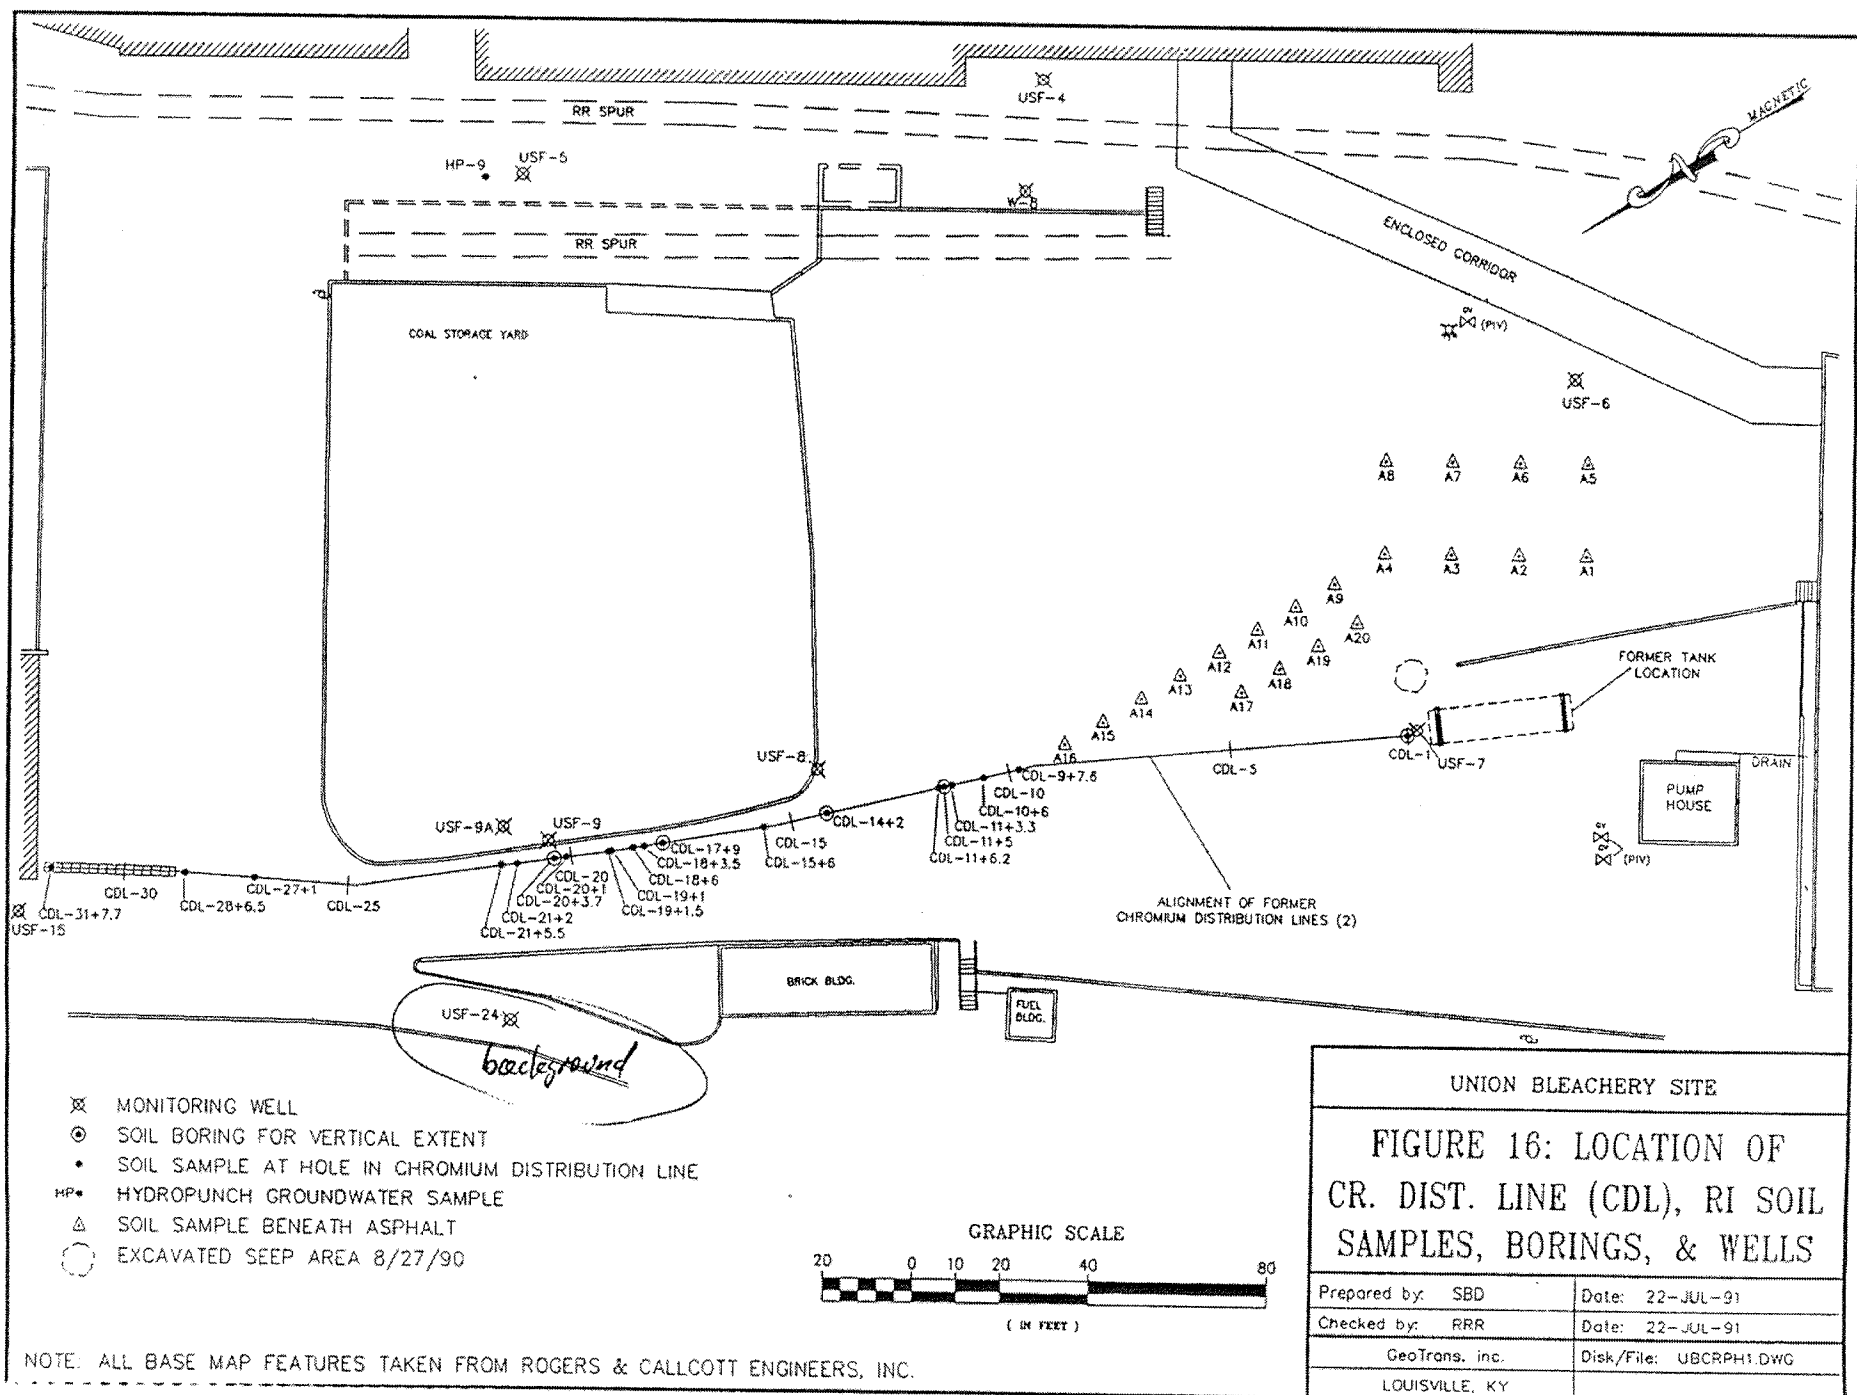 USF-4
MAGNETIC
RR SPUR
HP-9
USF-5
W-8
RR SPUR
ENCLOSED CORRIDOR
(PIV)
COAL STORAGE YARD
USF-6
A8
A7
A6
A5
A4
A3
A2
A1
A9
A10
A20
A11
A19
A12
A18
A13
A17
A14
A15
A16
FORMER TANK
LOCATION
USF-8
CDL-1
USF-7
CDL-5
DRAIN
PUMP
HOUSE
(PIV)
CDL-9+7.6
CDL-10
CDL-10+6
CDL-11+3.3
CDL-11+5
CDL-11+6.2
CDL-14+2
CDL-15
CDL-15+6
USF-9A
USF-9
CDL-17+9
CDL-18+3.5
CDL-18+6
CDL-19+1
CDL-19+1.5
CDL-20
CDL-20+1
CDL-20+3.7
CDL-21+2
CDL-21+5.5
CDL-25
CDL-27+1
CDL-28+6.5
CDL-30
CDL-31+7.7
USF-15
ALIGNMENT OF FORMER
CHROMIUM DISTRIBUTION LINES (2)
BRICK BLDG.
FUEL
BLDG.
USF-24
background
MONITORING WELL
SOIL BORING FOR VERTICAL EXTENT
SOIL SAMPLE AT HOLE IN CHROMIUM DISTRIBUTION LINE
HP HYDROPUNCH GROUNDWATER SAMPLE
SOIL SAMPLE BENEATH ASPHALT
EXCAVATED SEEP AREA 8/27/90
GRAPHIC SCALE
20 0 10 20 40 80
( IN FEET )
NOTE: ALL BASE MAP FEATURES TAKEN FROM ROGERS & CALLCOTT ENGINEERS, INC.
UNION BLEACHERY SITE
FIGURE 16: LOCATION OF
CR. DIST. LINE (CDL), RI SOIL
SAMPLES, BORINGS, & WELLS
Prepared by: SBD Date: 22-JUL-91
Checked by: RRR Date: 22-JUL-91
GeoTrans, inc. Disk/File: UBCRPH1.DWG
LOUISVILLE, KY